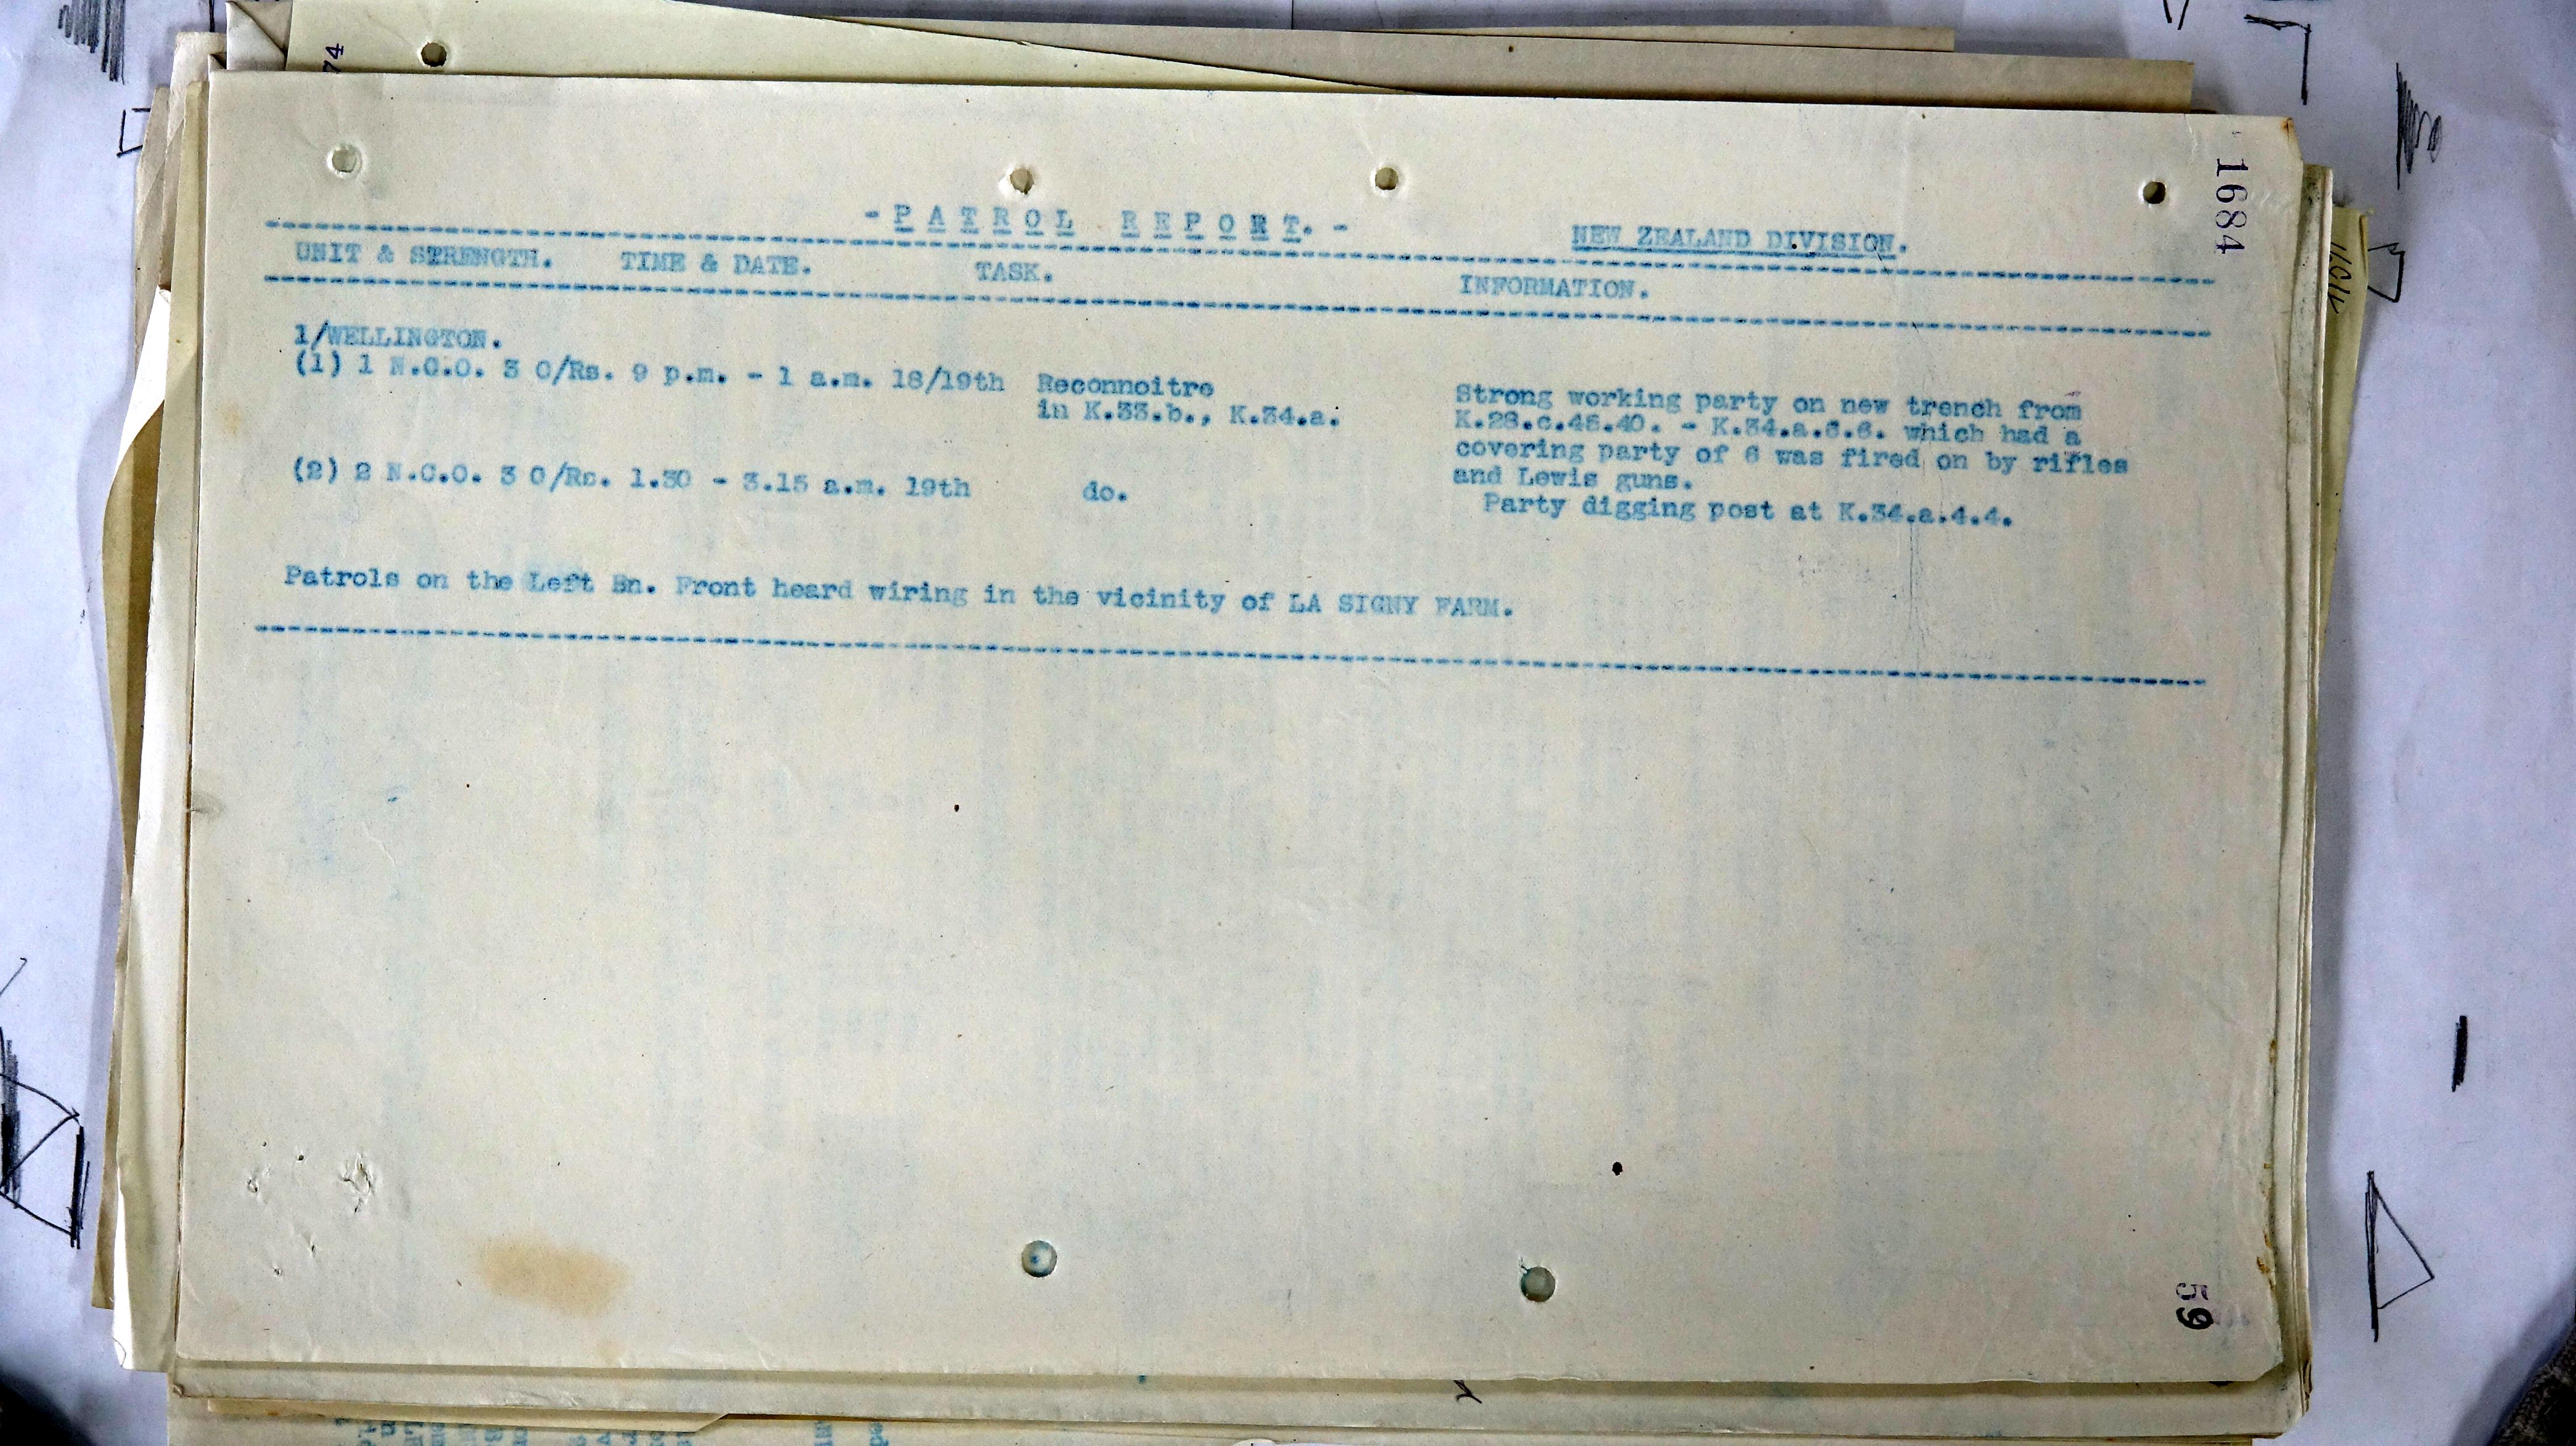 74
1684
- P A T R O L  R E P O R T. -
NEW ZEALAND DIVISION.
UNIT & STRENGTH. TIME & DATE. TASK. INFORMATION.
1/WELLINGTON.
(1) 1 N.C.O. 3 O/Rs. 9 p.m. - 1 a.m. 18/19th Reconnoitre
in K.33.b., K.34.a.
Strong working party on new trench from
K.28.c.45.40. - K.34.a.6.6. which had a
covering party of 6 was fired on by rifles
and Lewis guns.
(2) 2 N.C.O. 3 O/Rs. 1.30 - 3.15 a.m. 19th do.
Party digging post at K.34.a.4.4.
Patrols on the Left Bn. Front heard wiring in the vicinity of LA SIGNY FARM.
59